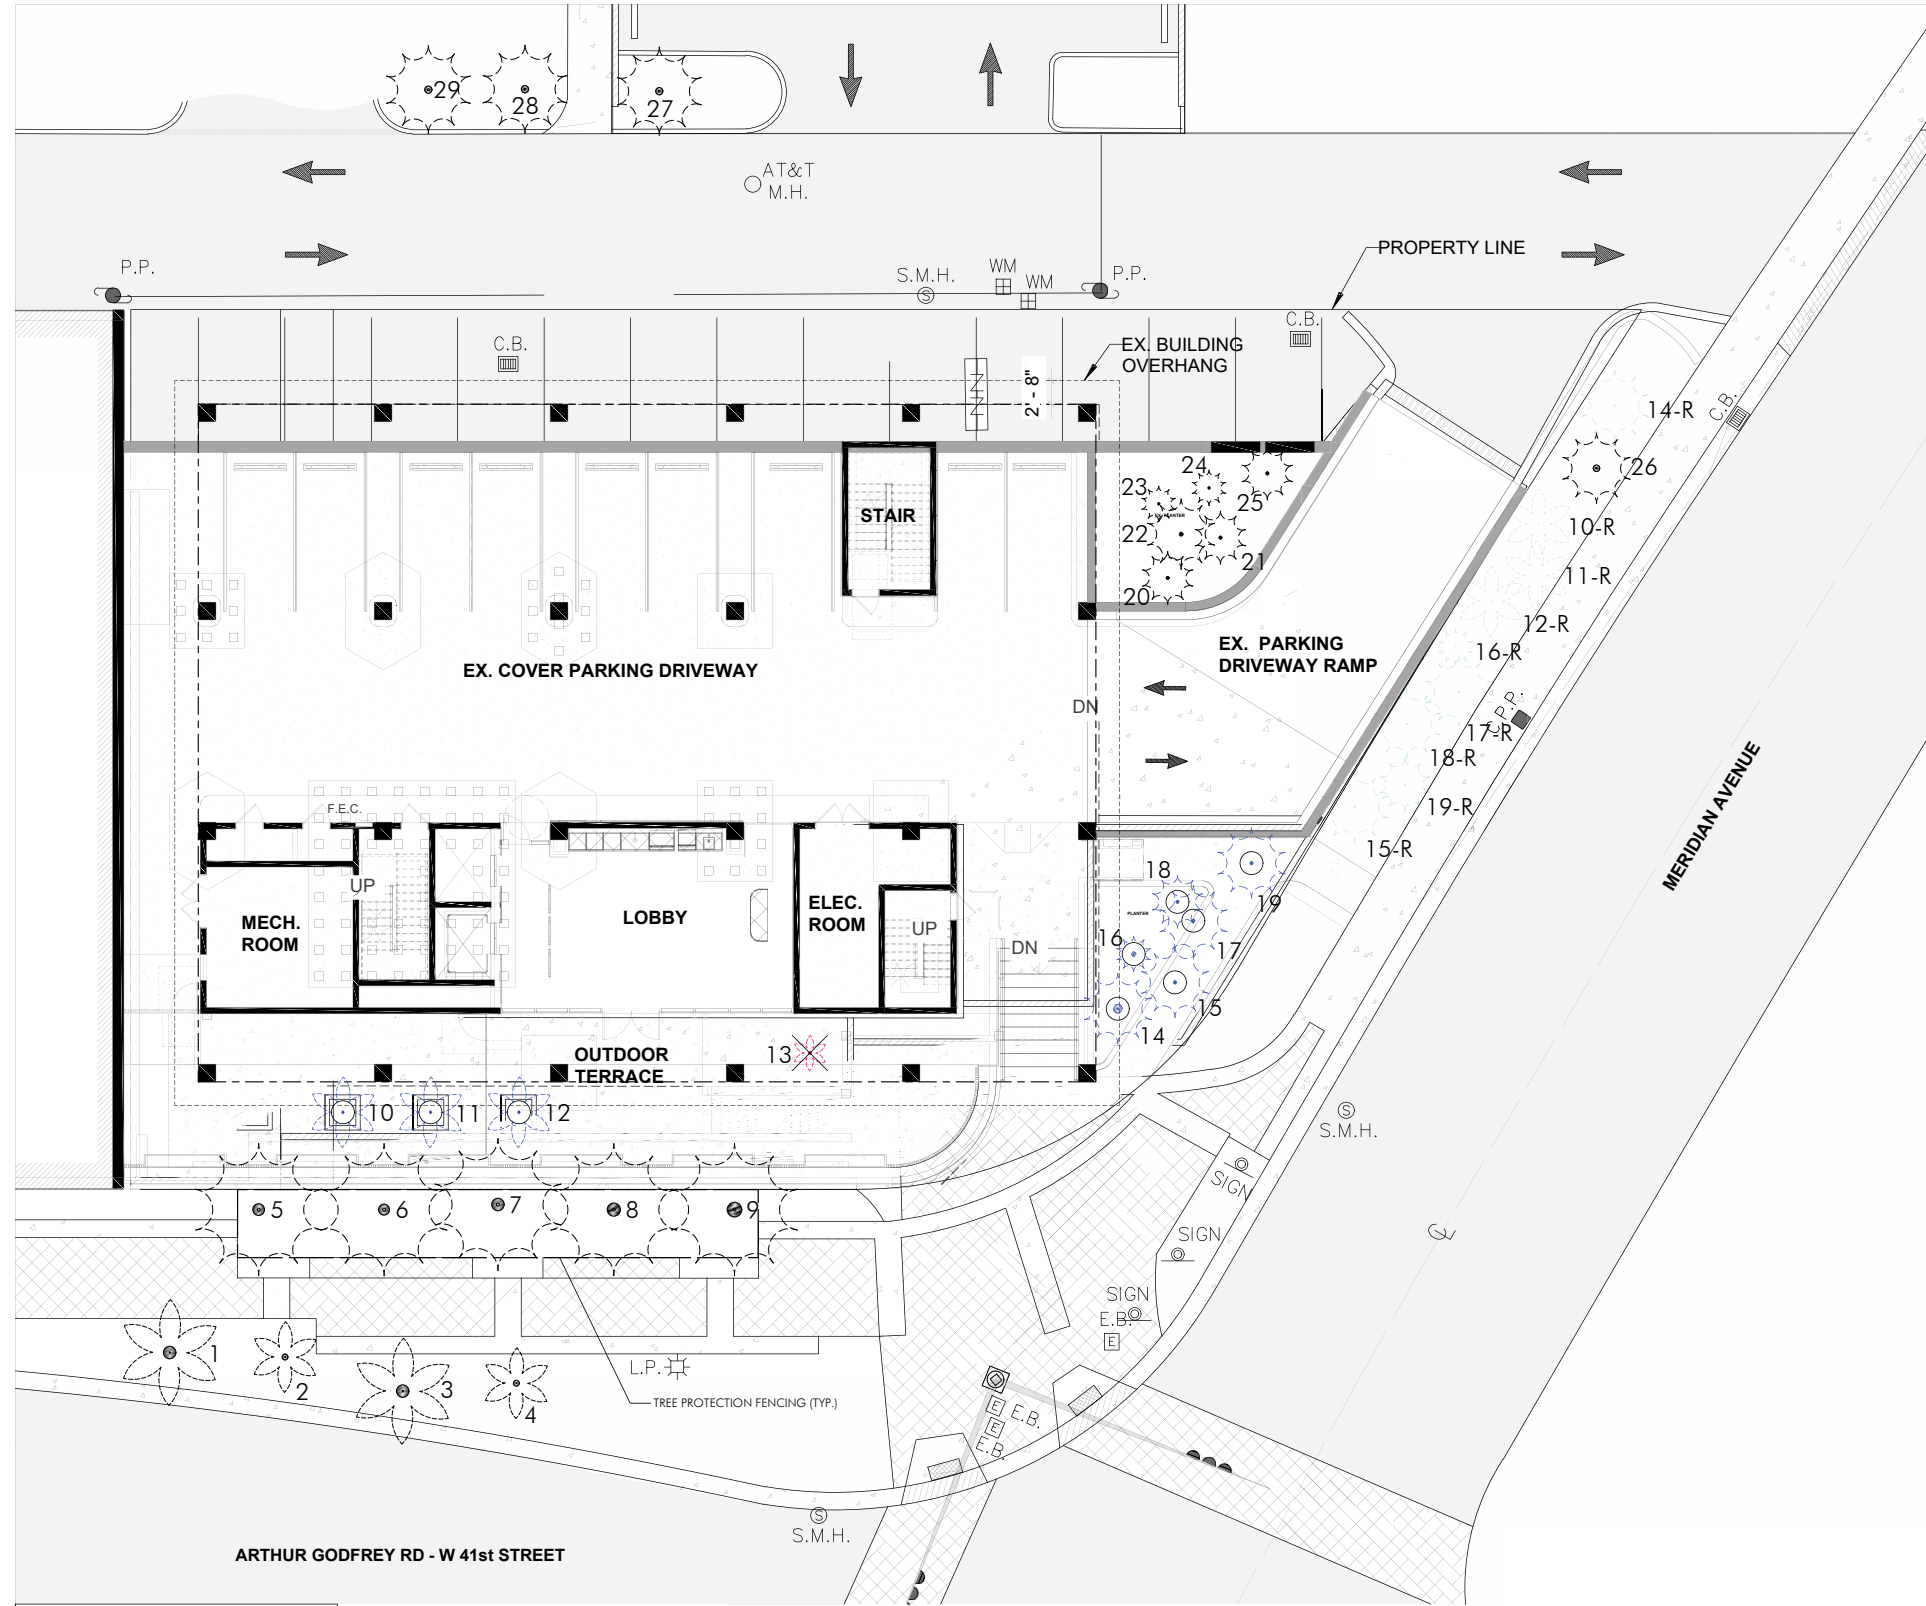 29
28
27
AT&T
M.H.
PROPERTY LINE
P.P.
S.M.H.
WM
WM
P.P.
C.B.
C.B.
EX. BUILDING
OVERHANG
2' - 8"
14-R
C.B.
26
24
23
25
EX. PLANTER
STAIR
22
21
20
10-R
11-R
12-R
16-R
EX. COVER PARKING DRIVEWAY
EX. PARKING
DRIVEWAY RAMP
DN
C.P.P.
17-R
18-R
19-R
15-R
MERIDIAN AVENUE
F.E.C.
UP
MECH.
ROOM
LOBBY
ELEC.
ROOM
UP
DN
18
19
PLANTER
16
17
15
14
OUTDOOR
TERRACE
13
10
11
12
S.M.H.
SIGN
5
6
7
8
9
SIGN
SIGN
E.B.
E
1
2
3
4
L.P.
TREE PROTECTION FENCING (TYP.)
E
E.B.
E
E.B.
S
S.M.H.
ARTHUR GODFREY RD - W 41st STREET